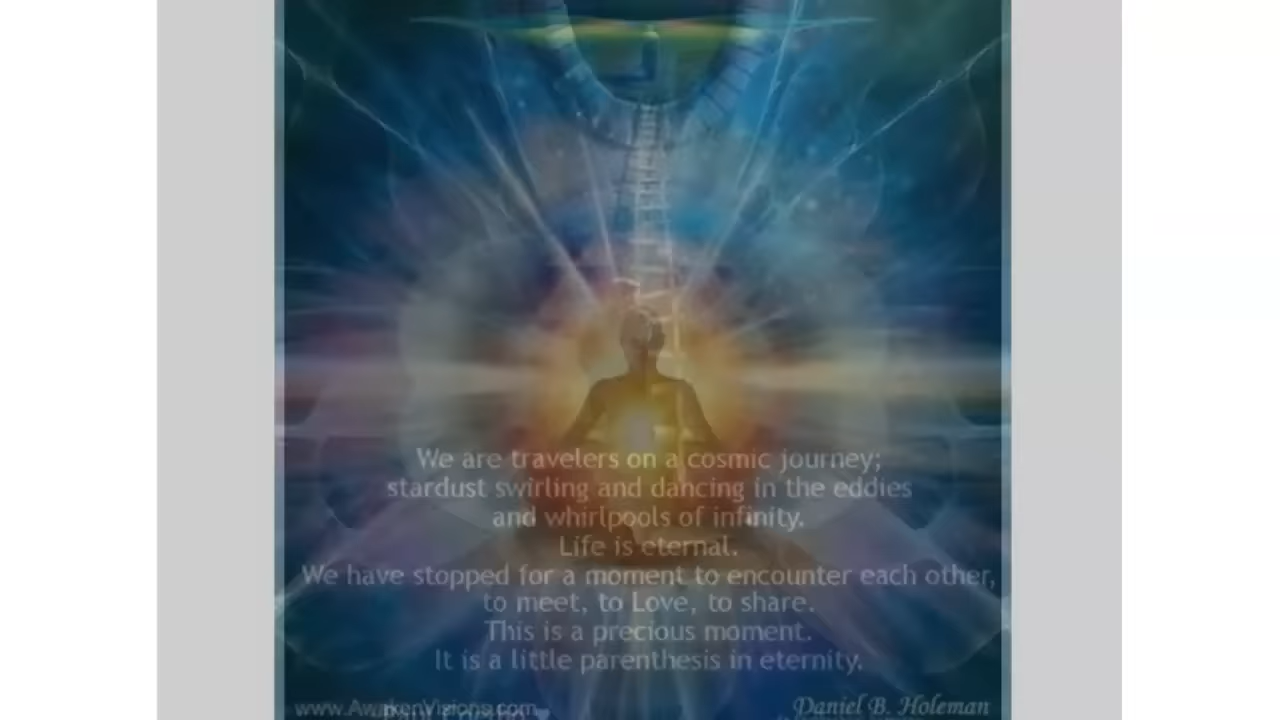 We are travelers on a cosmic journey;
stardust swirling and dancing in the eddies
and whirlpools of infinity.
Life is eternal.
We have stopped for a moment to encounter each other,
to meet, to Love, to share.
This is a precious moment.
It is a little parenthesis in eternity.
www.AwakenVisions.com
Daniel B. Holeman